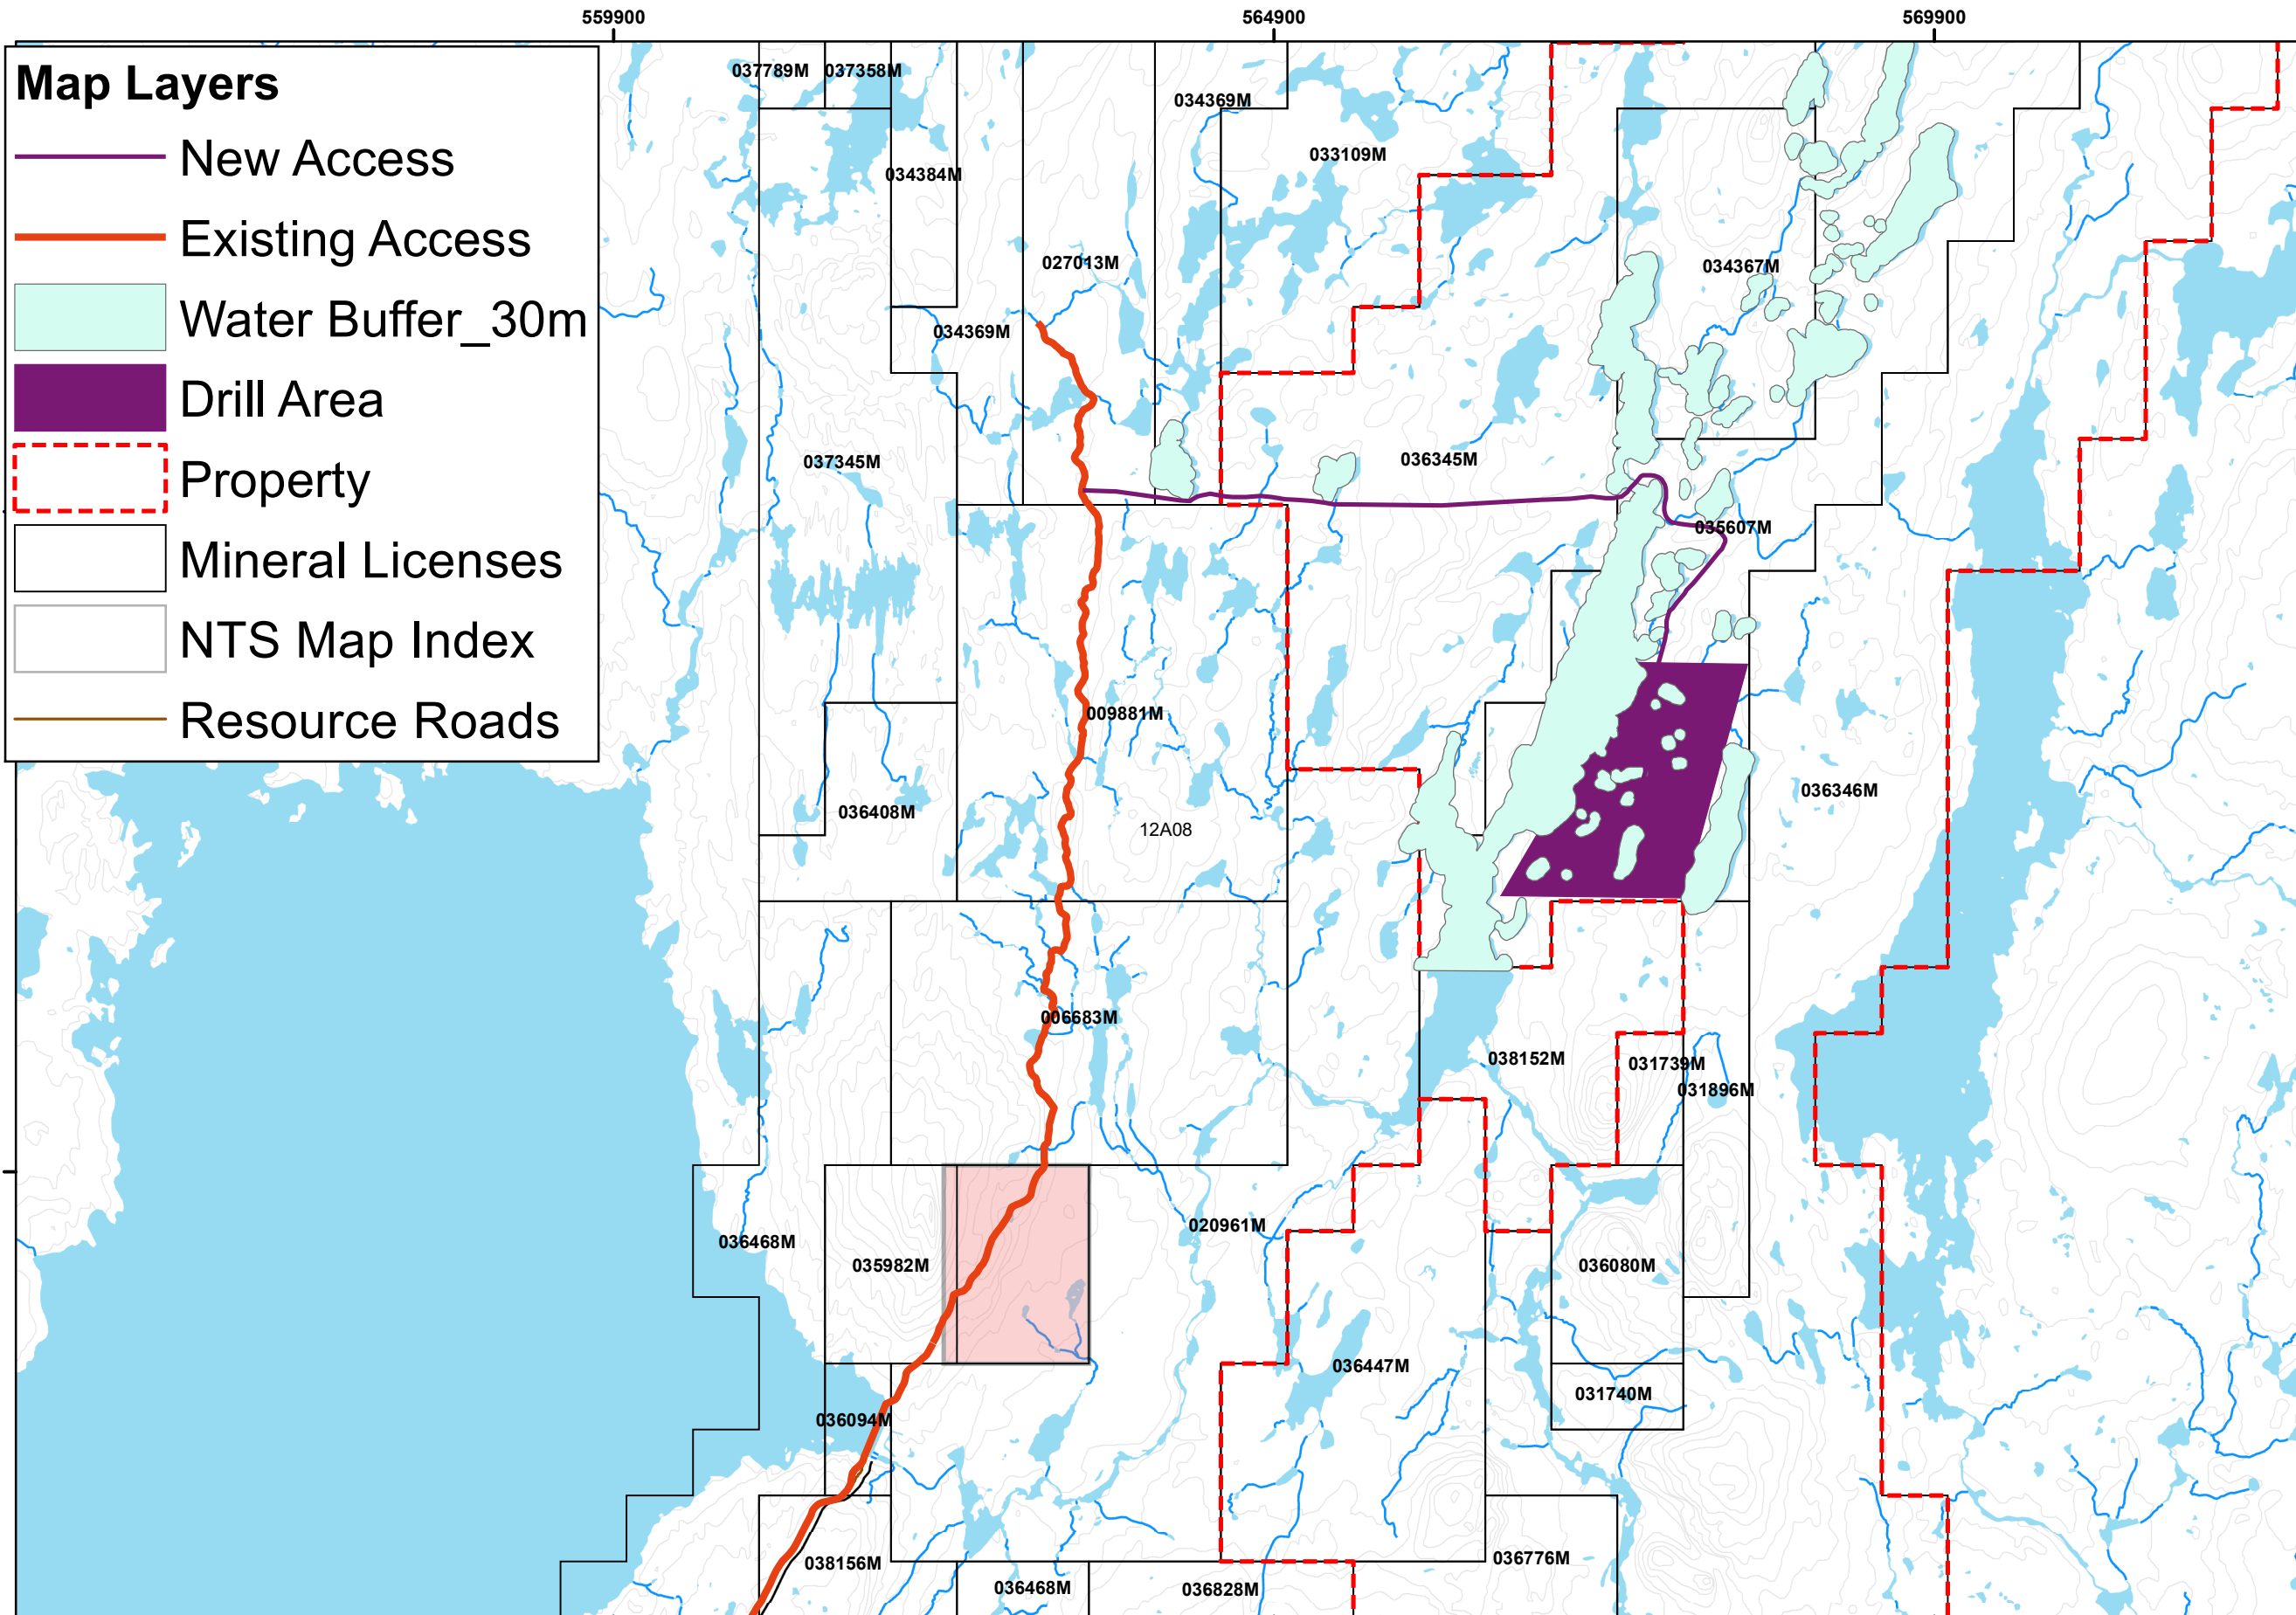 559900
564900
569900
Map Layers
New Access
Existing Access
Water Buffer_30m
Drill Area
Property
Mineral Licenses
NTS Map Index
Resource Roads
037789M
037358M
034369M
033109M
034384M
027013M
034367M
034369M
037345M
036345M
035607M
009881M
036346M
036408M
12A08
006683M
038152M
031739M
031896M
020961M
036468M
035982M
036080M
036447M
031740M
036094M
038156M
036776M
036468M
036828M